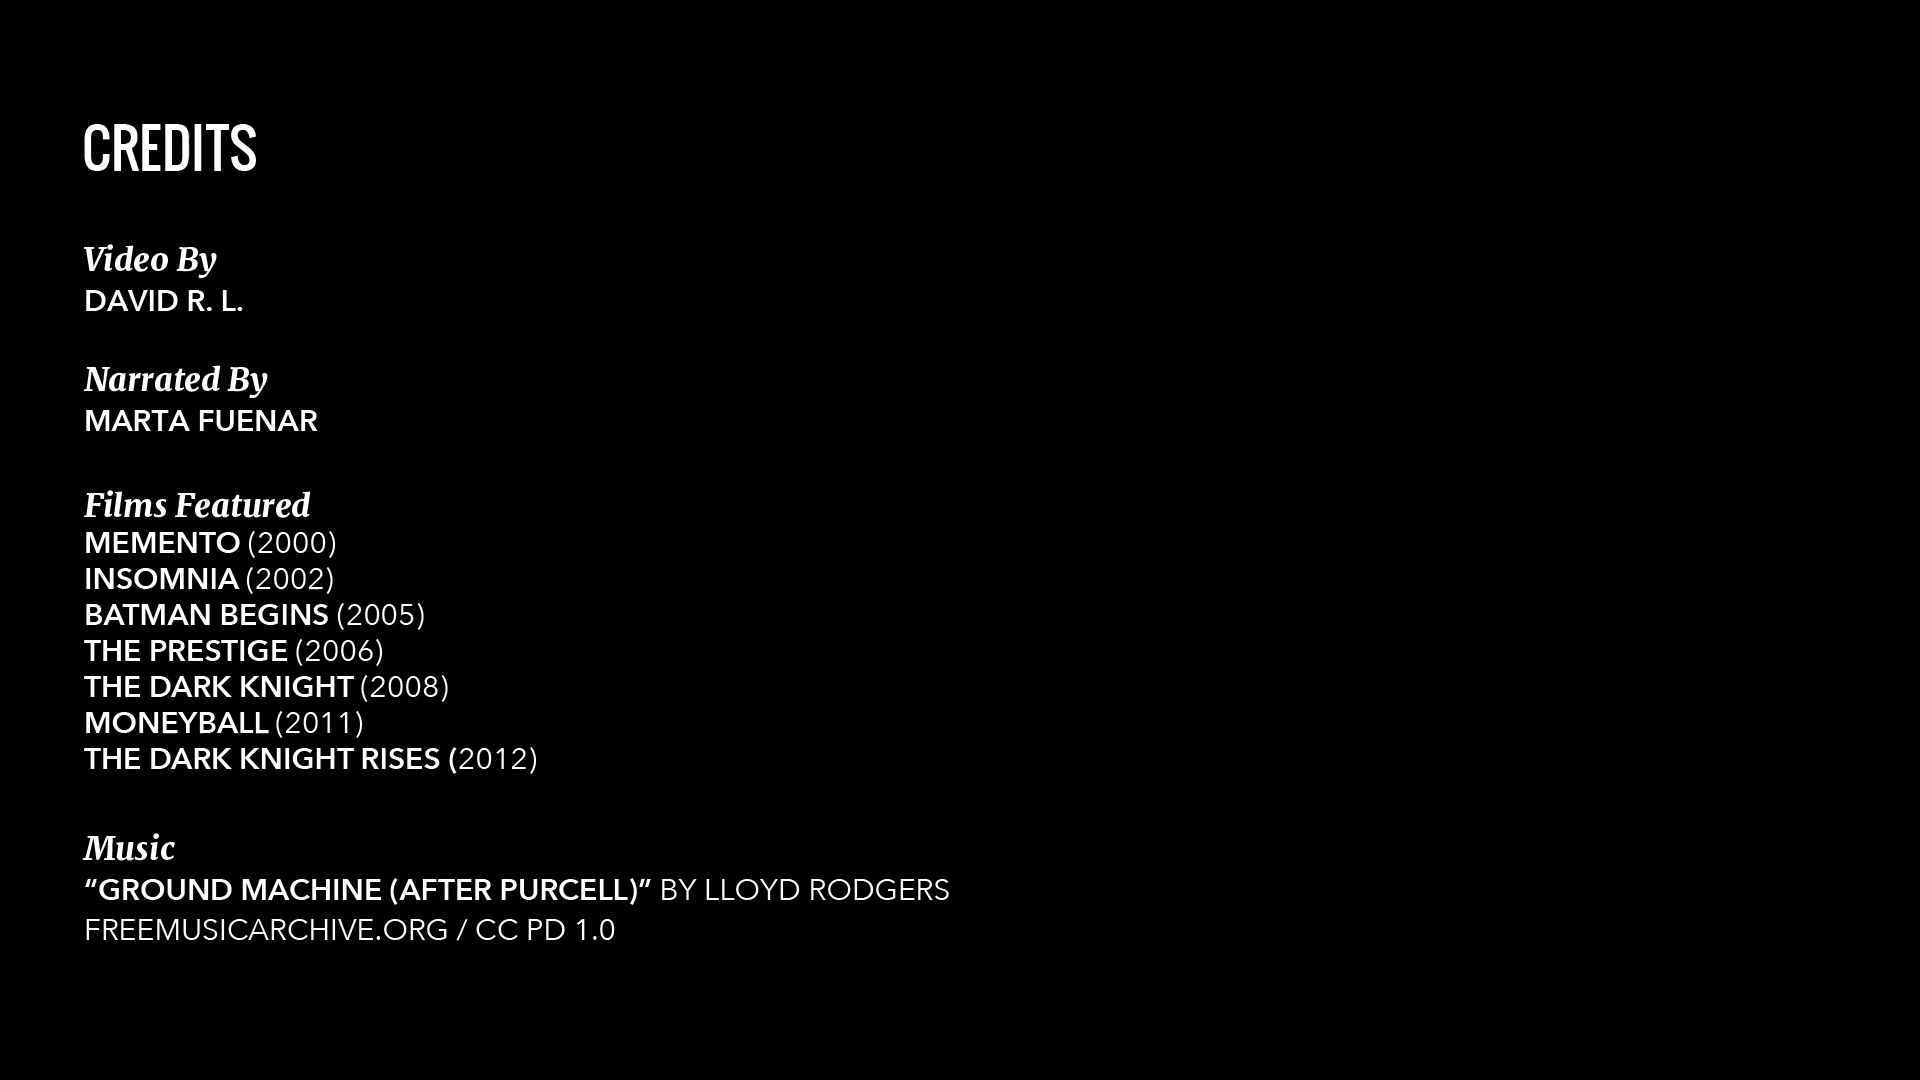 CREDITS
Video By
DAVID R. L.
Narrated By
MARTA FUENAR
Films Featured
MEMENTO (2000)
INSOMNIA (2002)
BATMAN BEGINS (2005)
THE PRESTIGE (2006)
THE DARK KNIGHT (2008)
MONEYBALL (2011)
THE DARK KNIGHT RISES (2012)
Music
“GROUND MACHINE (AFTER PURCELL)” BY LLOYD RODGERS
FREEMUSICARCHIVE.ORG / CC PD 1.0